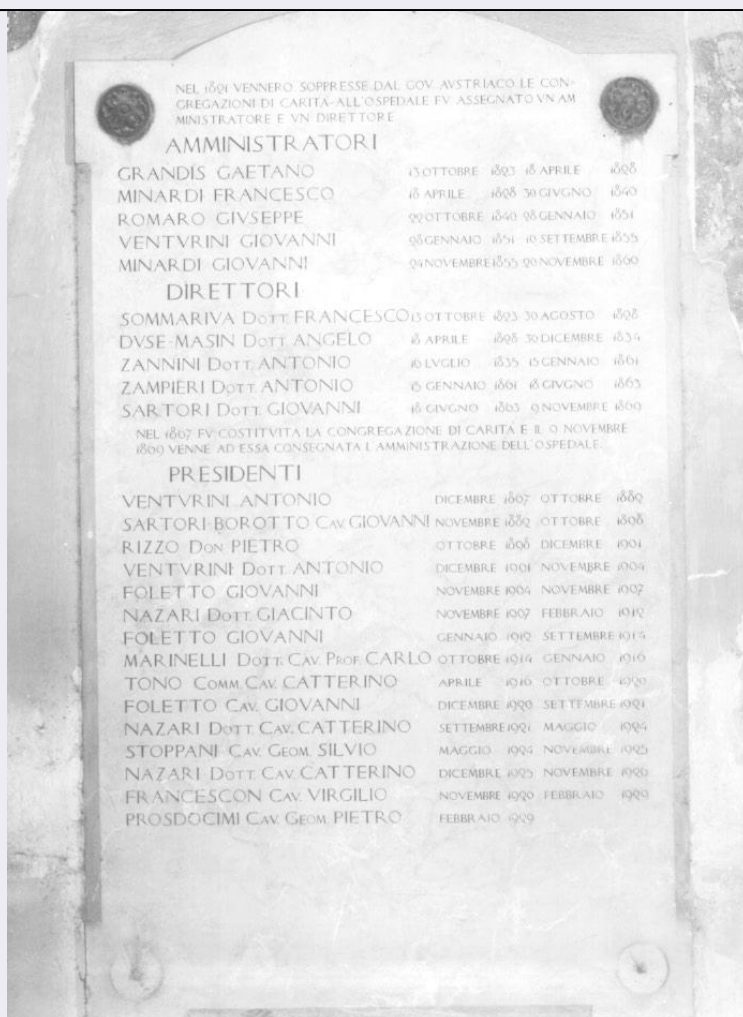 NEL 1821 VENNERO SOPPRESSE DAL GOV. AVSTRIACO LE CON-
GREGAZIONI DI CARITÀ-ALL'OSPEDALE FV ASSEGNATO VN AM
MINISTRATORE E VN DIRETTORE
AMMINISTRATORI
GRANDIS GAETANO 13 OTTOBRE 1823 18 APRILE 1828
MINARDI FRANCESCO 18 APRILE 1828 30 GIVGNO 1840
ROMARO GIVSEPPE 22 OTTOBRE 1840 28 GENNAIO 1851
VENTVRINI GIOVANNI 28 GENNAIO 1851 10 SETTEMBRE 1855
MINARDI GIOVANNI 24 NOVEMBRE 1855 20 NOVEMBRE 1869
DIRETTORI
SOMMARIVA DOTT. FRANCESCO 13 OTTOBRE 1823 30 AGOSTO 1828
DVSE-MASIN DOTT. ANGELO 18 APRILE 1828 30 DICEMBRE 1834
ZANNINI DOTT. ANTONIO 16 LVGLIO 1835 15 GENNAIO 1861
ZAMPIERI DOTT. ANTONIO 15 GENNAIO 1861 18 GIVGNO 1863
SARTORI DOTT. GIOVANNI 18 GIVGNO 1863 9 NOVEMBRE 1869
NEL 1867 FV COSTITVITA LA CONGREGAZIONE DI CARITÀ E IL 9 NOVEMBRE
1869 VENNE AD ESSA CONSEGNATA L'AMMINISTRAZIONE DELL'OSPEDALE.
PRESIDENTI
VENTVRINI ANTONIO DICEMBRE 1867 OTTOBRE 1882
SARTORI-BOROTTO CAV. GIOVANNI NOVEMBRE 1882 OTTOBRE 1898
RIZZO DON PIETRO OTTOBRE 1898 DICEMBRE 1901
VENTVRINI DOTT. ANTONIO DICEMBRE 1901 NOVEMBRE 1904
FOLETTO GIOVANNI NOVEMBRE 1904 NOVEMBRE 1907
NAZARI DOTT. GIACINTO NOVEMBRE 1907 FEBBRAIO 1912
FOLETTO GIOVANNI GENNAIO 1912 SETTEMBRE 1914
MARINELLI DOTT. CAV. PROF. CARLO OTTOBRE 1914 GENNAIO 1916
TONO COMM. CAV. CATTERINO APRILE 1916 OTTOBRE 1920
FOLETTO CAV. GIOVANNI DICEMBRE 1920 SETTEMBRE 1921
NAZARI DOTT. CAV. CATTERINO SETTEMBRE 1921 MAGGIO 1924
STOPPANI CAV. GEOM. SILVIO MAGGIO 1924 NOVEMBRE 1925
NAZARI DOTT. CAV. CATTERINO DICEMBRE 1925 NOVEMBRE 1926
FRANCESCON CAV. VIRGILIO NOVEMBRE 1926 FEBBRAIO 1929
PROSDOCIMI CAV. GEOM. PIETRO FEBBRAIO 1929